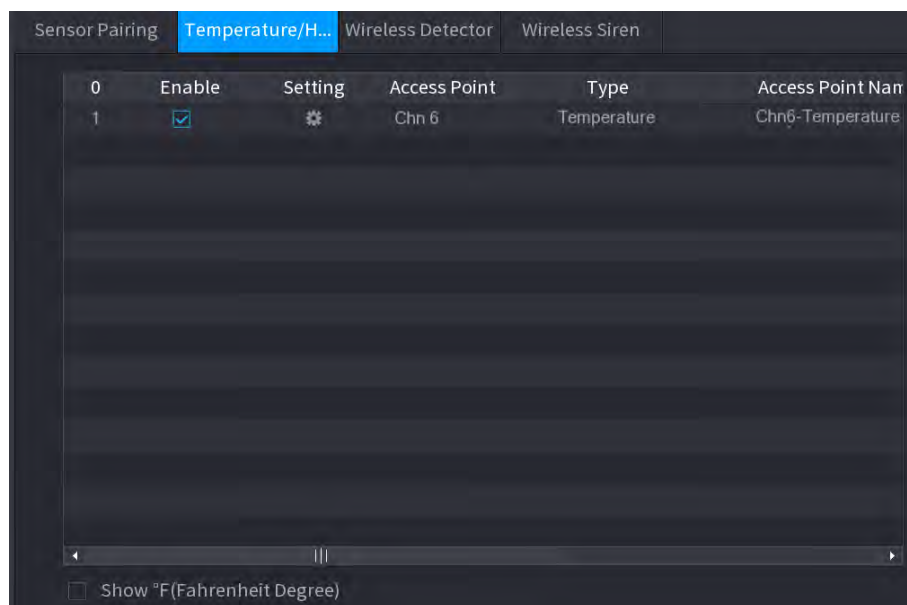 Sensor Pairing Temperature/H... Wireless Detector Wireless Siren
0 Enable Setting Access Point Type Access Point Nan
1 Chn 6 Temperature Chn6-Temperature
Show °F(Fahrenheit Degree)